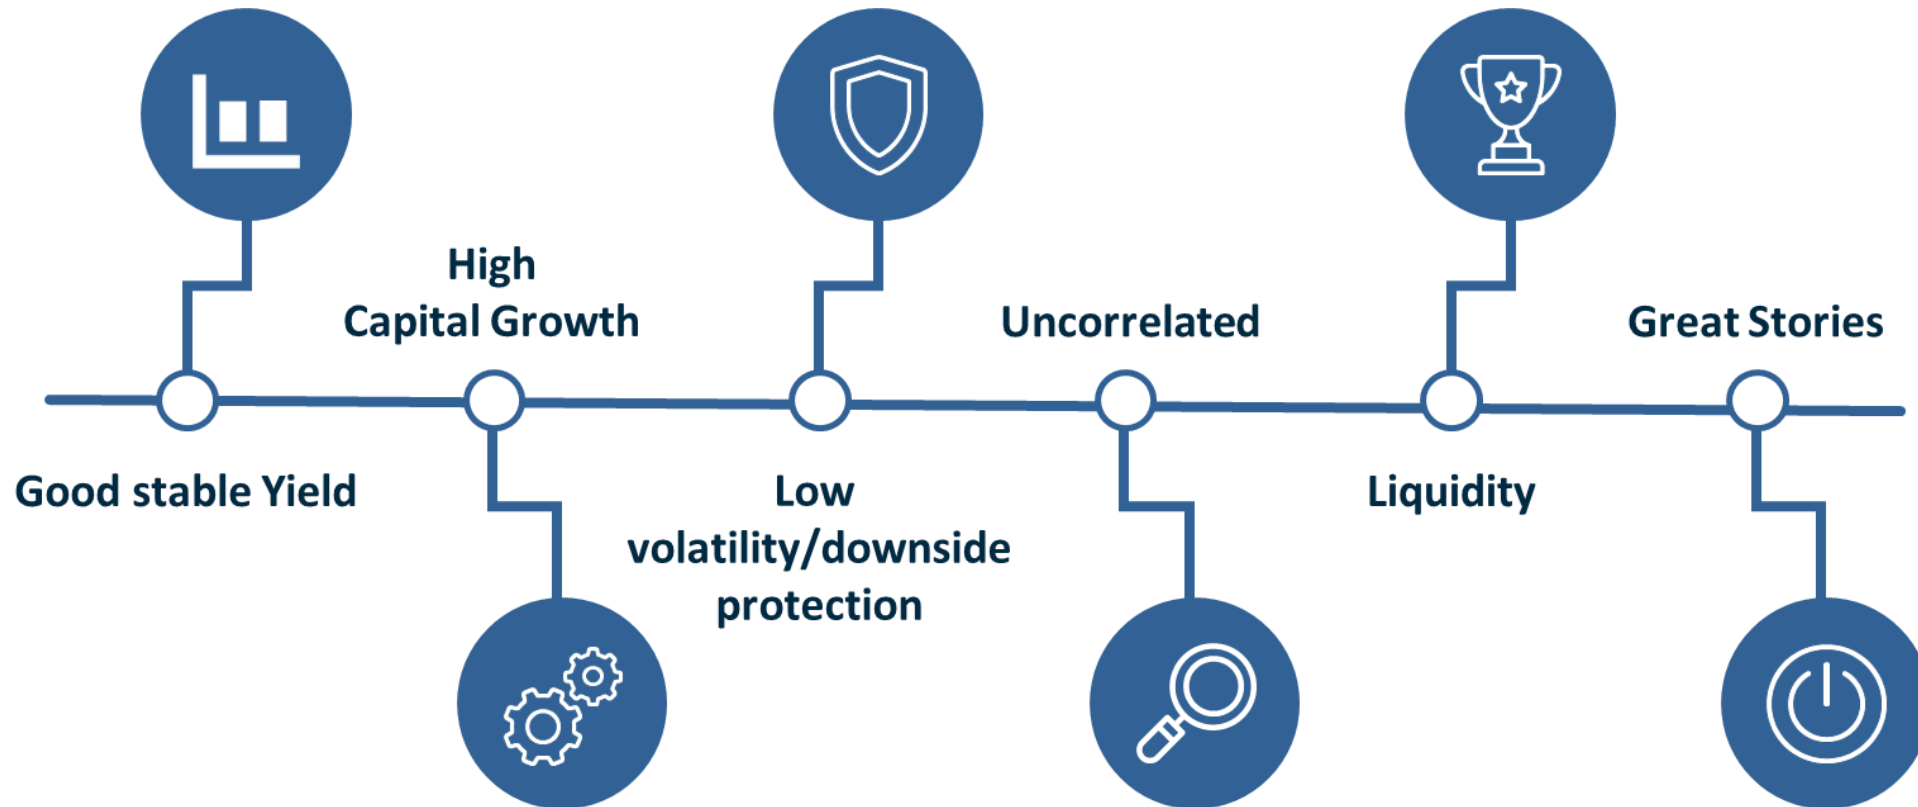 Good stable Yield
High
Capital Growth
Low
volatility/downside
protection
Uncorrelated
Liquidity
Great Stories